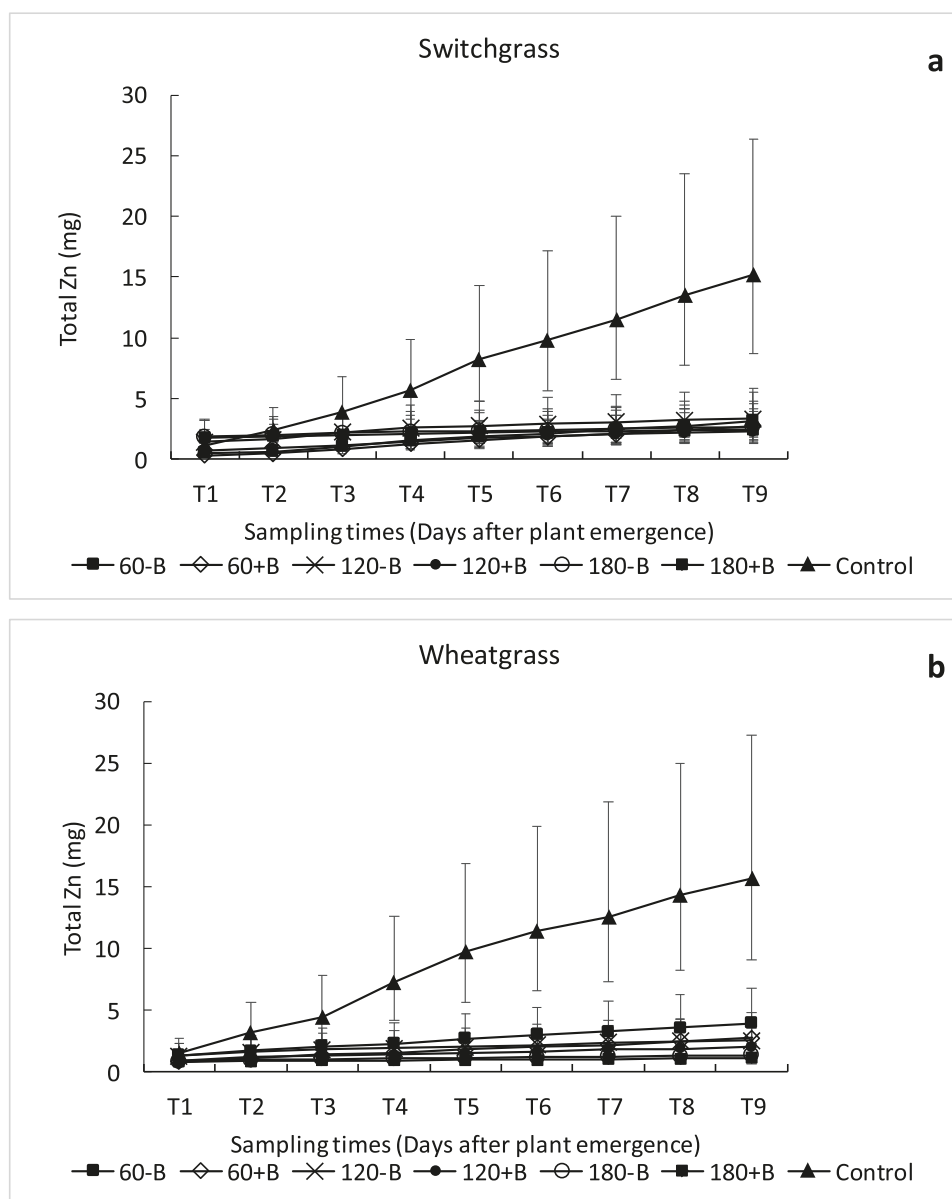 Switchgrass
a
30
25
20
15
10
5
0
Total Zn (mg)
T1 T2 T3 T4 T5 T6 T7 T8 T9
Sampling times (Days after plant emergence)
60-B 60+B 120-B 120+B 180-B 180+B Control
Wheatgrass
b
30
25
20
15
10
5
0
Total Zn (mg)
T1 T2 T3 T4 T5 T6 T7 T8 T9
Sampling times (Days after plant emergence)
60-B 60+B 120-B 120+B 180-B 180+B Control